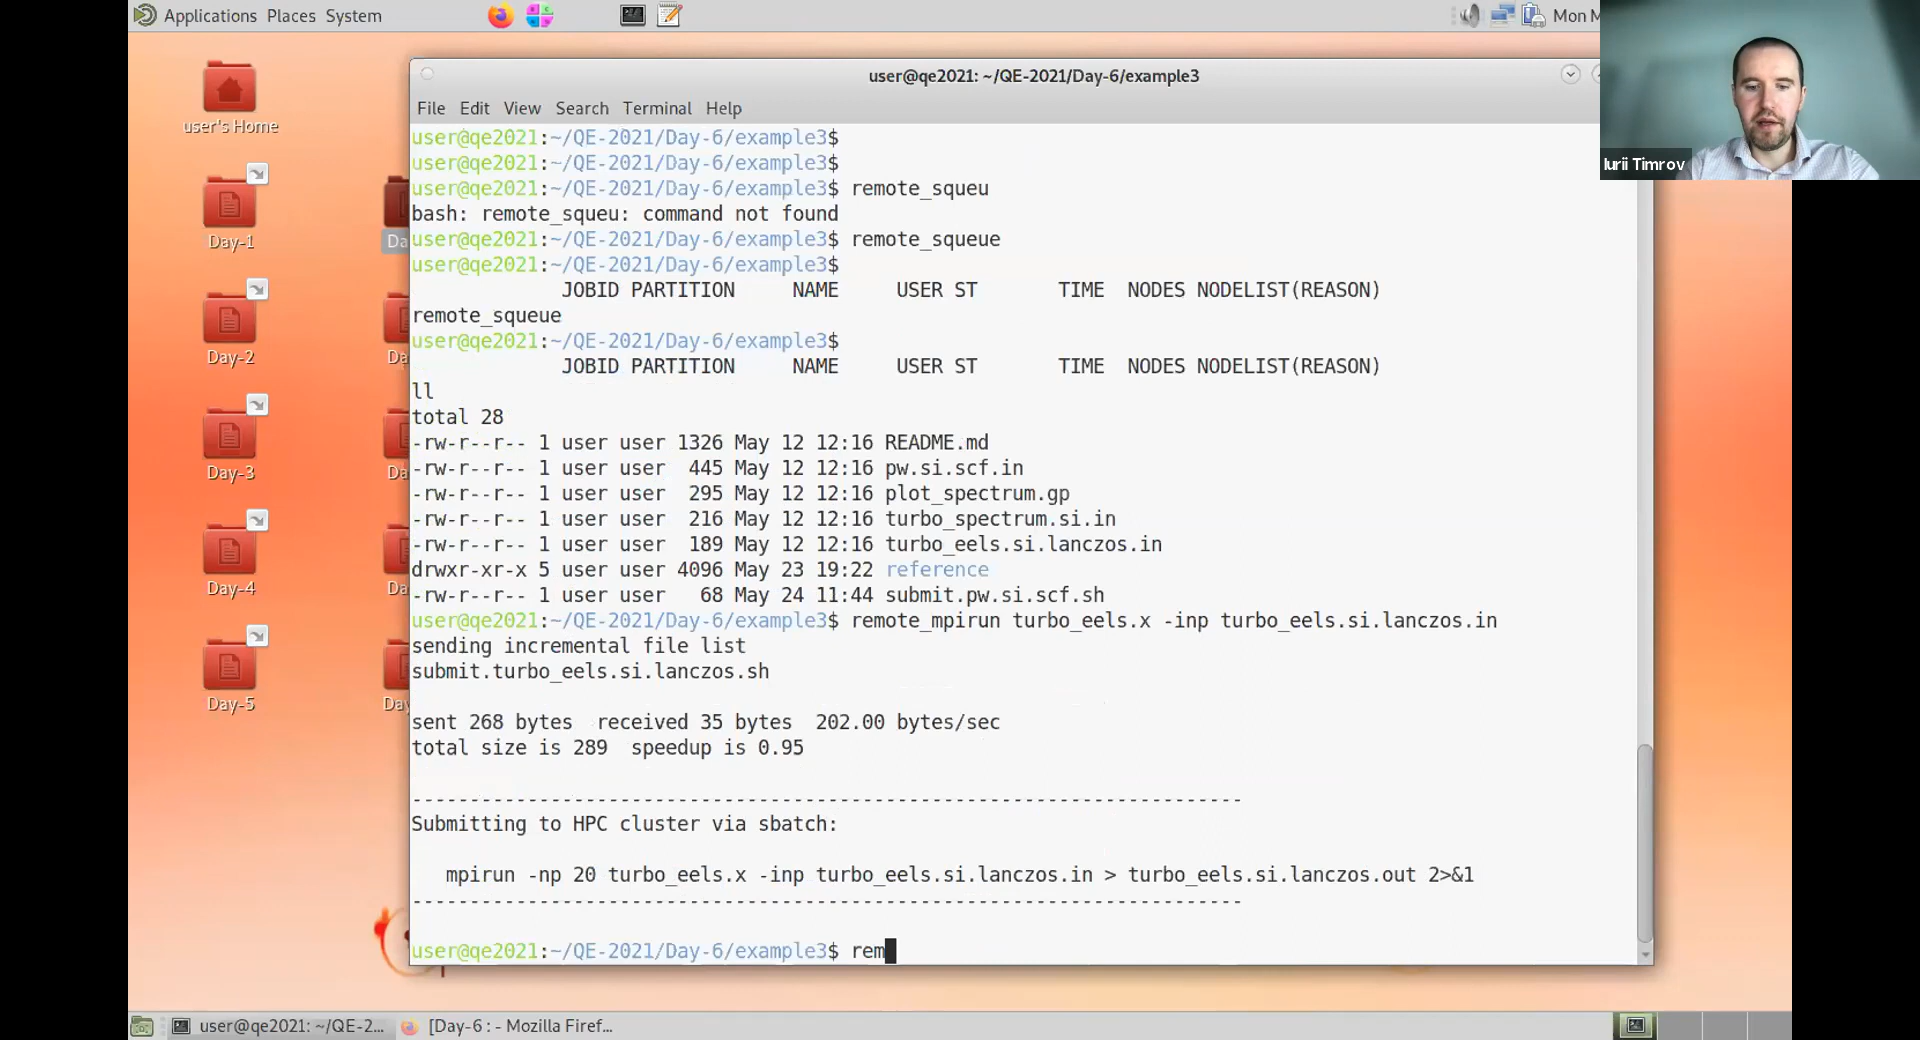 Applications Places System
Mon M
Iurii Timrov
user's Home
Day-1
Day-2
Day-3
Day-4
Day-5
Da
Da
Da
Da
Da
user@qe2021: ~/QE-2021/Day-6/example3
File Edit View Search Terminal Help
user@qe2021:~/QE-2021/Day-6/example3$
user@qe2021:~/QE-2021/Day-6/example3$
user@qe2021:~/QE-2021/Day-6/example3$ remote_squeu
bash: remote_squeu: command not found
user@qe2021:~/QE-2021/Day-6/example3$ remote_squeue
user@qe2021:~/QE-2021/Day-6/example3$
JOBID PARTITION NAME USER ST TIME NODES NODELIST(REASON)
remote_squeue
user@qe2021:~/QE-2021/Day-6/example3$
JOBID PARTITION NAME USER ST TIME NODES NODELIST(REASON)
ll
total 28
-rw-r--r-- 1 user user 1326 May 12 12:16 README.md
-rw-r--r-- 1 user user 445 May 12 12:16 pw.si.scf.in
-rw-r--r-- 1 user user 295 May 12 12:16 plot_spectrum.gp
-rw-r--r-- 1 user user 216 May 12 12:16 turbo_spectrum.si.in
-rw-r--r-- 1 user user 189 May 12 12:16 turbo_eels.si.lanczos.in
drwxr-xr-x 5 user user 4096 May 23 19:22 reference
-rw-r--r-- 1 user user 68 May 24 11:44 submit.pw.si.scf.sh
user@qe2021:~/QE-2021/Day-6/example3$ remote_mpirun turbo_eels.x -inp turbo_eels.si.lanczos.in
sending incremental file list
submit.turbo_eels.si.lanczos.sh
sent 268 bytes received 35 bytes 202.00 bytes/sec
total size is 289 speedup is 0.95
------------------------------------------------------------------------
Submitting to HPC cluster via sbatch:
mpirun -np 20 turbo_eels.x -inp turbo_eels.si.lanczos.in > turbo_eels.si.lanczos.out 2>&1
------------------------------------------------------------------------
user@qe2021:~/QE-2021/Day-6/example3$ rem
user@qe2021: ~/QE-2...
[Day-6 : - Mozilla Firef...